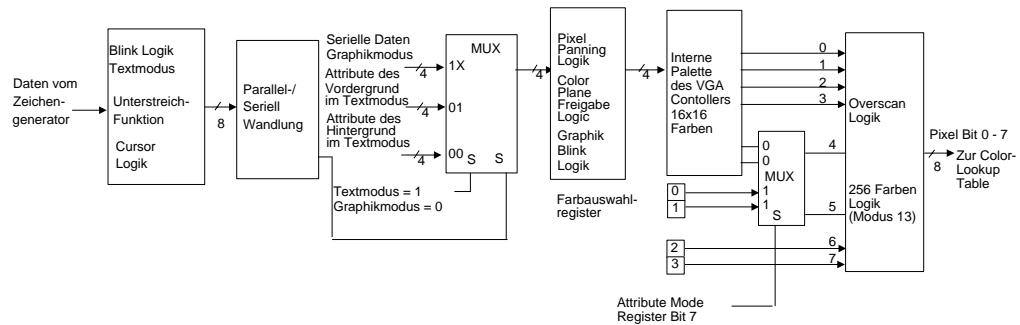 Daten vom
Zeichen-
generator
Blink Logik
Textmodus
Unterstreich-
Funktion
Cursor
Logik
8
Parallel-/
Seriell
Wandlung
Serielle Daten
Graphikmodus
4
Attribute des
Vordergrund
im Textmodus
4
Attribute des
Hintergrund
im Textmodus
4
Textmodus = 1
Graphikmodus = 0
MUX
1X
01
00
S S
4
Pixel
Panning
Logik
Color
Plane
Freigabe
Logic
Graphik
Blink
Logik
4
Farbauswahl-
register
Interne
Palette
des VGA
Contollers
16x16
Farben
0
1
2
3
0
0
MUX
1
1
S
0
1
2
3
4
5
6
7
Attribute Mode
Register Bit 7
Overscan
Logik
256 Farben
Logik
(Modus 13)
Pixel Bit 0 - 7
8
Zur Color-
Lookup
Table